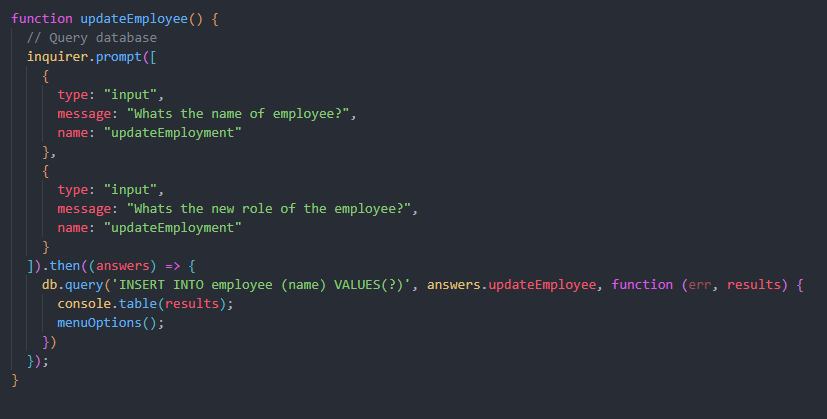 function updateEmployee() {
  // Query database
  inquirer.prompt([
    {
      type: "input",
      message: "Whats the name of employee?",
      name: "updateEmployment"
    },
    {
      type: "input",
      message: "Whats the new role of the employee?",
      name: "updateEmployment"
    }
  ]).then((answers) => {
    db.query('INSERT INTO employee (name) VALUES(?)', answers.updateEmployee, function (err, results) {
      console.table(results);
      menuOptions();
    })
  });
}